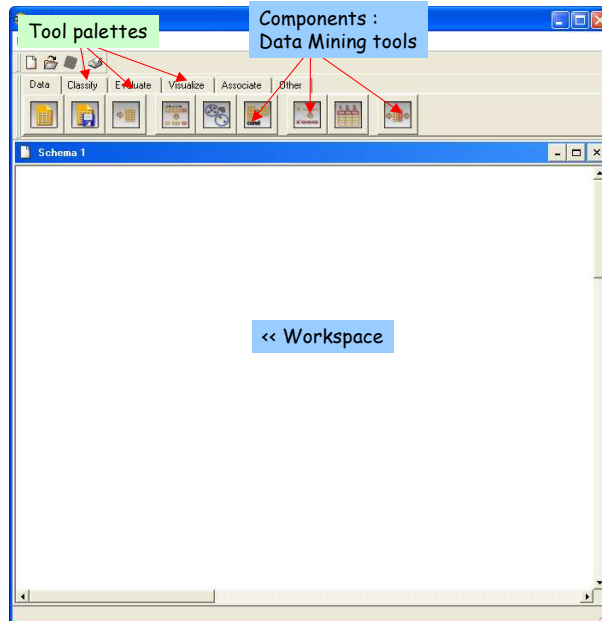 Tool palettes
Components :
Data Mining tools
Data Classify Evaluate Visualize Associate Other
Schema 1
<< Workspace